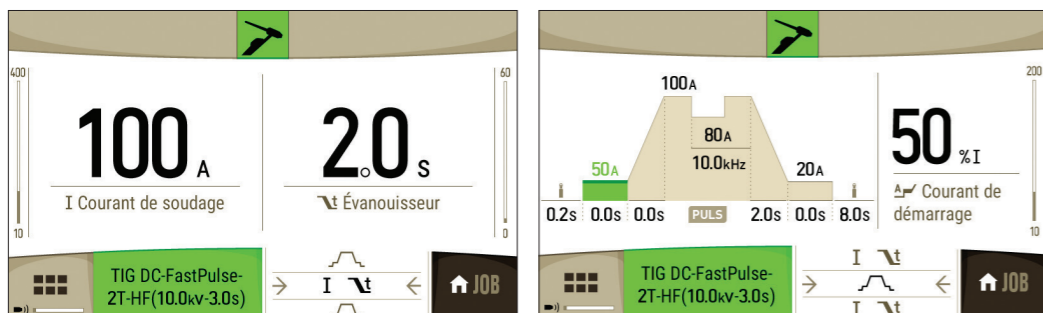 400
60
100 A
2.0 S
I Courant de soudage
t Évanouisseur
10
0
TIG DC-FastPulse-
2T-HF(10.0kv-3.0s)
I t
JOB
200
100A
50 %I
80A
10.0kHz
50A
20A
A Courant de
démarrage
0.2s 0.0s 0.0s PULS 2.0s 0.0s 8.0s
10
I t
TIG DC-FastPulse-
2T-HF(10.0kv-3.0s)
JOB